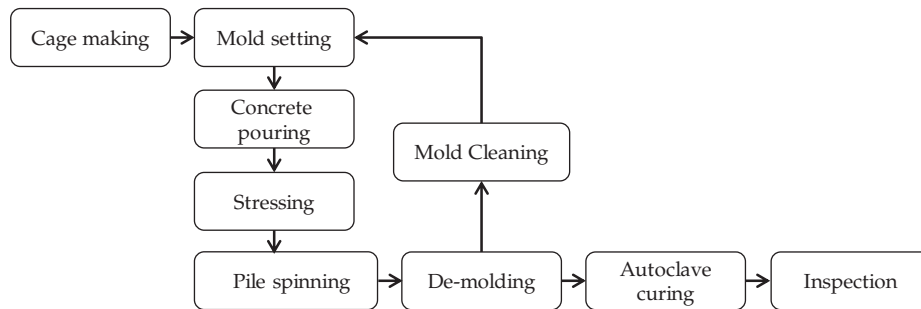 Cage making
Mold setting
Concrete
pouring
Mold Cleaning
Stressing
Pile spinning
De-molding
Autoclave
curing
Inspection